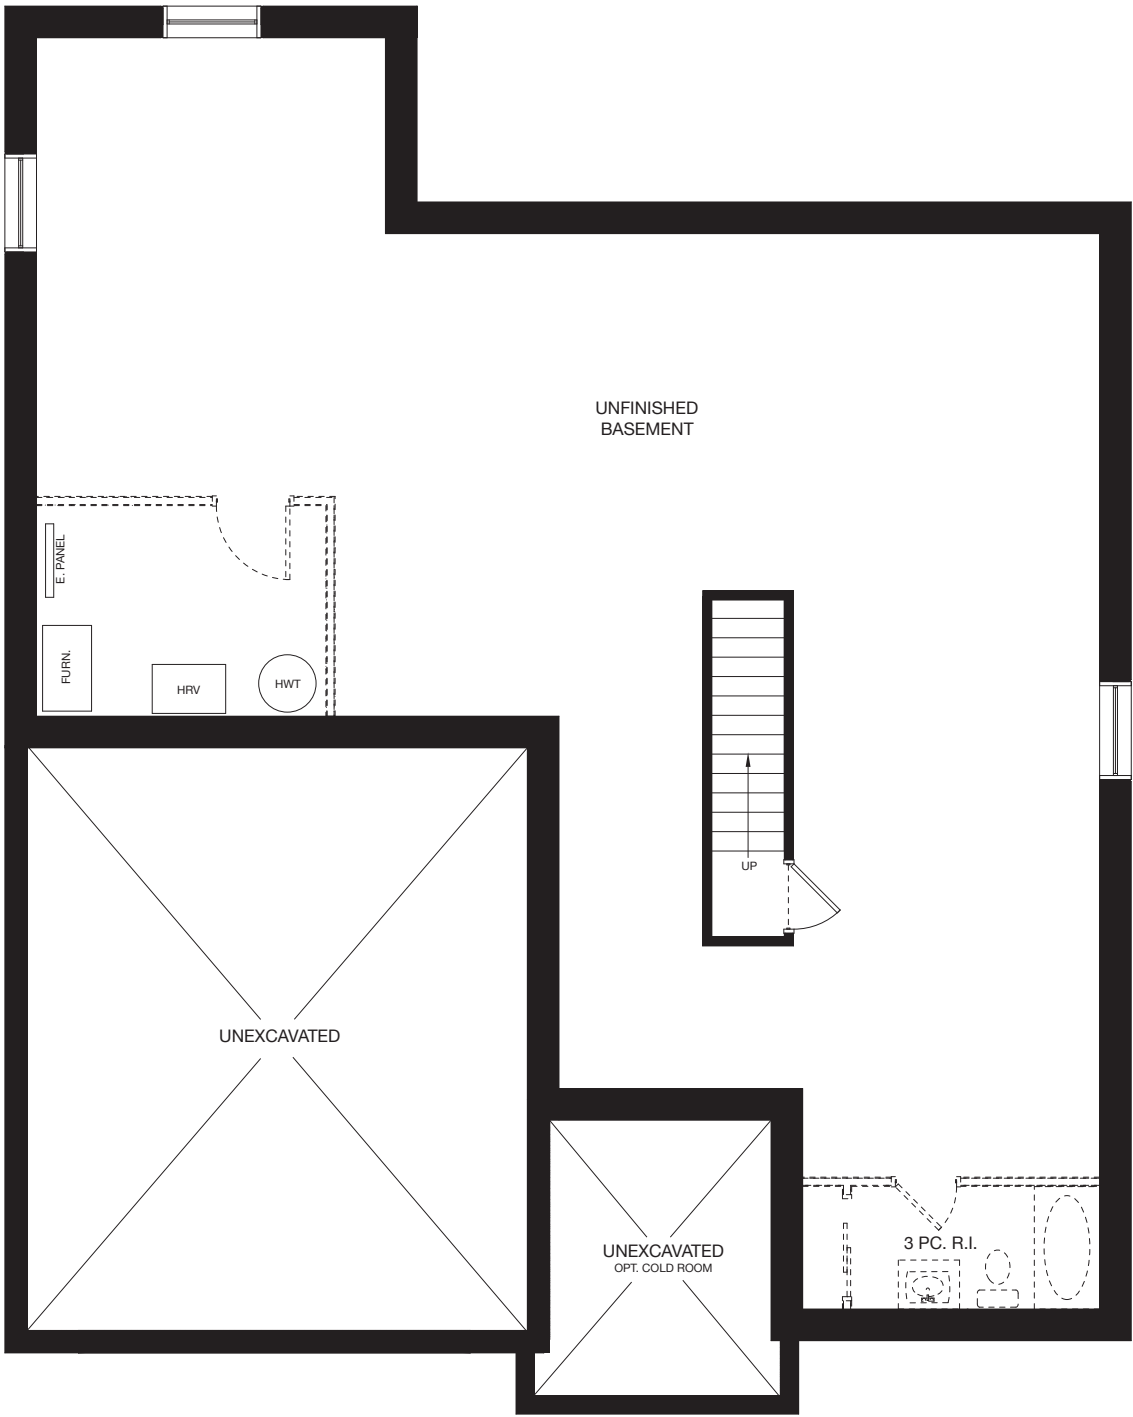 UNFINISHED
BASEMENT
E. PANEL
FURN.
HRV
HWT
UP
UNEXCAVATED
UNEXCAVATED
OPT. COLD ROOM
3 PC. R.I.